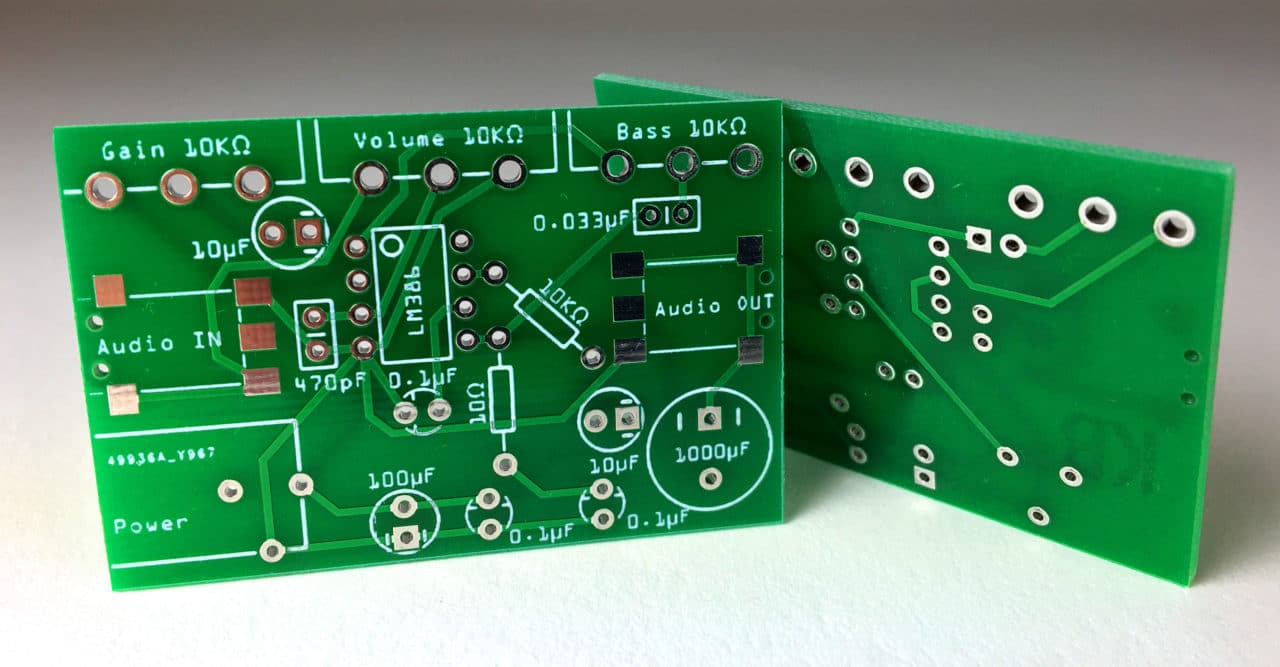 Gain 10KΩ
Volume 10KΩ
Bass 10KΩ
10µF
0.033µF
LM386
10KΩ
Audio IN
Audio OUT
470pF
0.1µF
10Ω
49936A_Y967
Power
100µF
0.1µF
10µF
0.1µF
1000µF